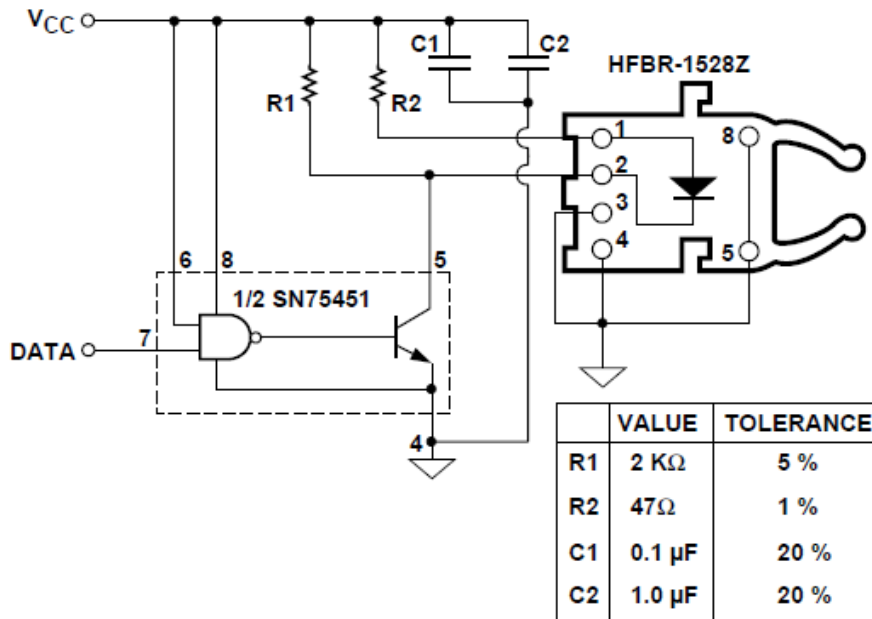 VCC
C1
C2
HFBR-1528Z
R1
R2
1
8
2
3
4
5
6
8
5
1/2 SN75451
7
DATA
4
VALUE TOLERANCE
R1 2 KΩ 5 %
R2 47Ω 1 %
C1 0.1 µF 20 %
C2 1.0 µF 20 %